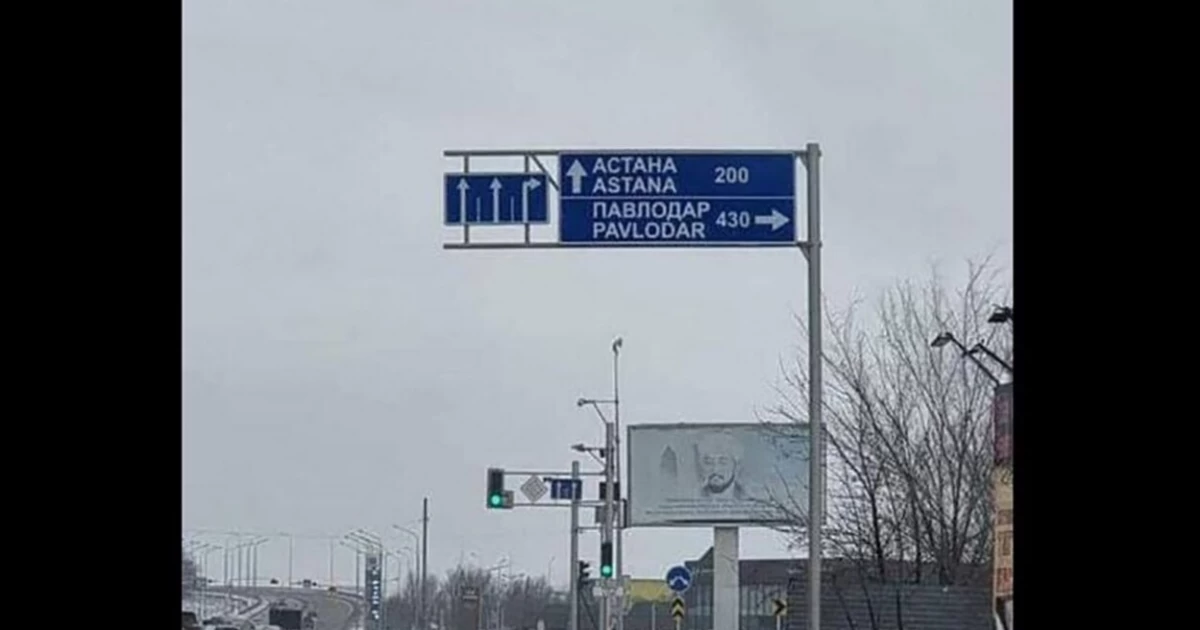 АСТАНА
ASTANA
200
ПАВЛОДАР
PAVLODAR
430